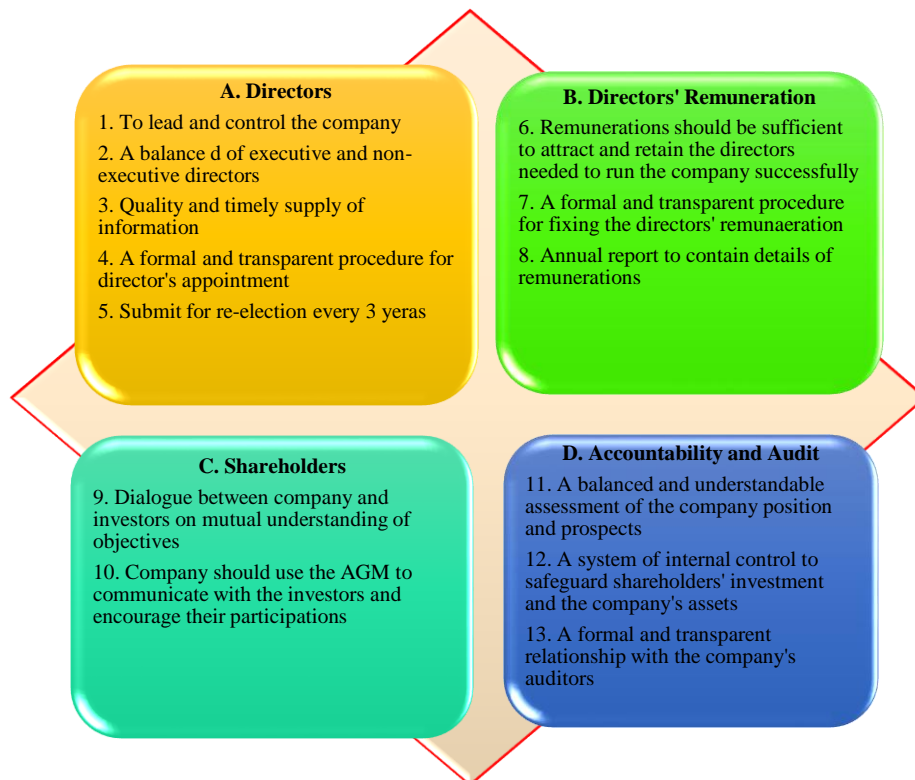 A. Directors
1. To lead and control the company
2. A balance d of executive and non-
executive directors
3. Quality and timely supply of
information
4. A formal and transparent procedure for
director's appointment
5. Submit for re-election every 3 yeras
B. Directors' Remuneration
6. Remunerations should be sufficient
to attract and retain the directors
needed to run the company successfully
7. A formal and transparent procedure
for fixing the directors' remunaeration
8. Annual report to contain details of
remunerations
C. Shareholders
9. Dialogue between company and
investors on mutual understanding of
objectives
10. Company should use the AGM to
communicate with the investors and
encourage their participations
D. Accountability and Audit
11. A balanced and understandable
assessment of the company position
and prospects
12. A system of internal control to
safeguard shareholders' investment
and the company's assets
13. A formal and transparent
relationship with the company's
auditors